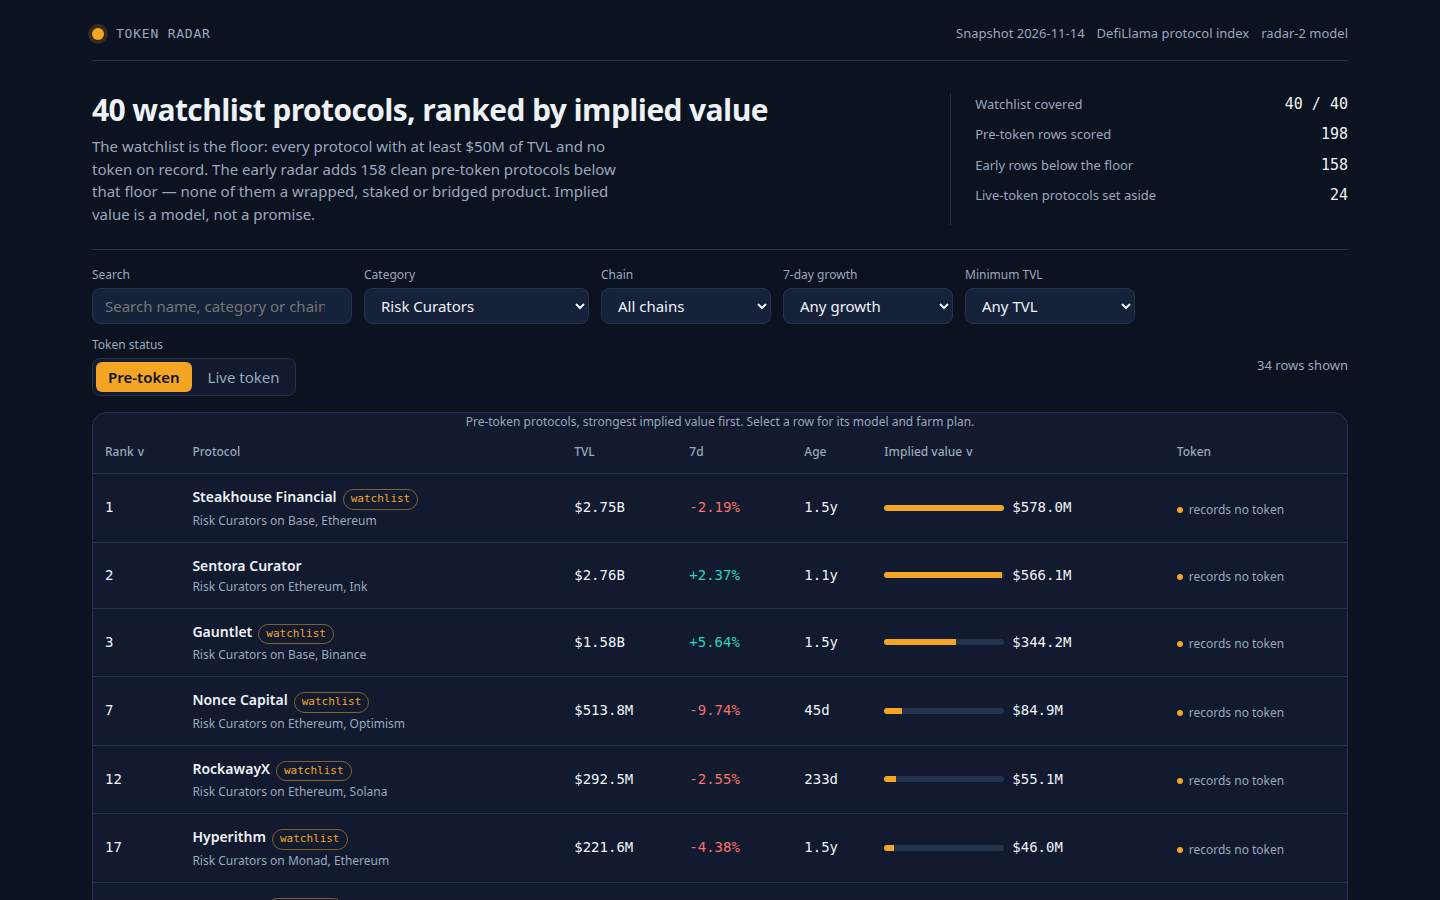 TOKEN RADAR
Snapshot 2026-11-14 DefiLlama protocol index radar-2 model
40 watchlist protocols, ranked by implied value
The watchlist is the floor: every protocol with at least $50M of TVL and no
token on record. The early radar adds 158 clean pre-token protocols below
that floor — none of them a wrapped, staked or bridged product. Implied
value is a model, not a promise.
Watchlist covered 40 / 40
Pre-token rows scored 198
Early rows below the floor 158
Live-token protocols set aside 24
Search Category Chain 7-day growth Minimum TVL
Search name, category or chain Risk Curators All chains Any growth Any TVL
Token status
Pre-token Live token
34 rows shown
Pre-token protocols, strongest implied value first. Select a row for its model and farm plan.
Rank v Protocol TVL 7d Age Implied value v Token
1 Steakhouse Financial watchlist $2.75B -2.19% 1.5y $578.0M records no token
Risk Curators on Base, Ethereum
2 Sentora Curator $2.76B +2.37% 1.1y $566.1M records no token
Risk Curators on Ethereum, Ink
3 Gauntlet watchlist $1.58B +5.64% 1.5y $344.2M records no token
Risk Curators on Base, Binance
7 Nonce Capital watchlist $513.8M -9.74% 45d $84.9M records no token
Risk Curators on Ethereum, Optimism
12 RockawayX watchlist $292.5M -2.55% 233d $55.1M records no token
Risk Curators on Ethereum, Solana
17 Hyperithm watchlist $221.6M -4.38% 1.5y $46.0M records no token
Risk Curators on Monad, Ethereum